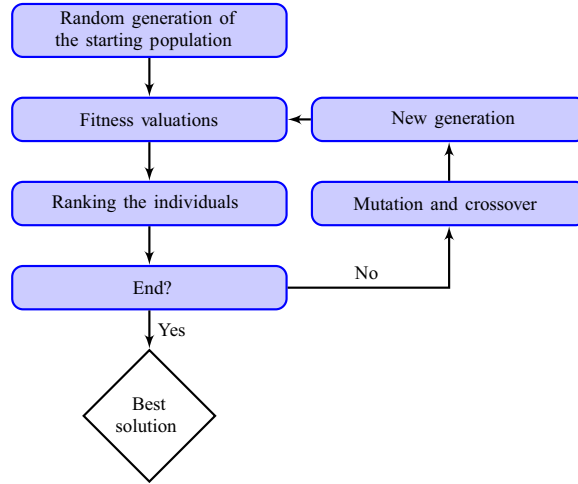 Random generation of
the starting population
Fitness valuations
New generation
Ranking the individuals
Mutation and crossover
End?
No
Yes
Best
solution